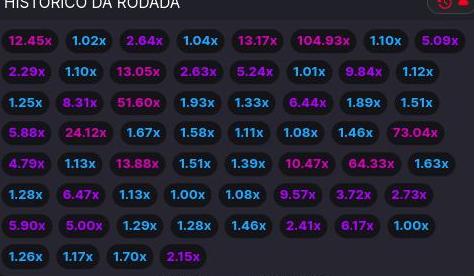 HISTÓRICO DA RODADA
12.45x 1.02x 2.64x 1.04x 13.17x 104.93x 1.10x 5.09x
2.29x 1.10x 13.05x 2.63x 5.24x 1.01x 9.84x 1.12x
1.25x 8.31x 51.60x 1.93x 1.33x 6.44x 1.89x 1.51x
5.88x 24.12x 1.67x 1.58x 1.11x 1.08x 1.46x 73.04x
4.79x 1.13x 13.88x 1.51x 1.39x 10.47x 64.33x 1.63x
1.28x 6.47x 1.13x 1.00x 1.08x 9.57x 3.72x 2.73x
5.90x 5.00x 1.29x 1.28x 1.46x 2.41x 6.17x 1.00x
1.26x 1.17x 1.70x 2.15x